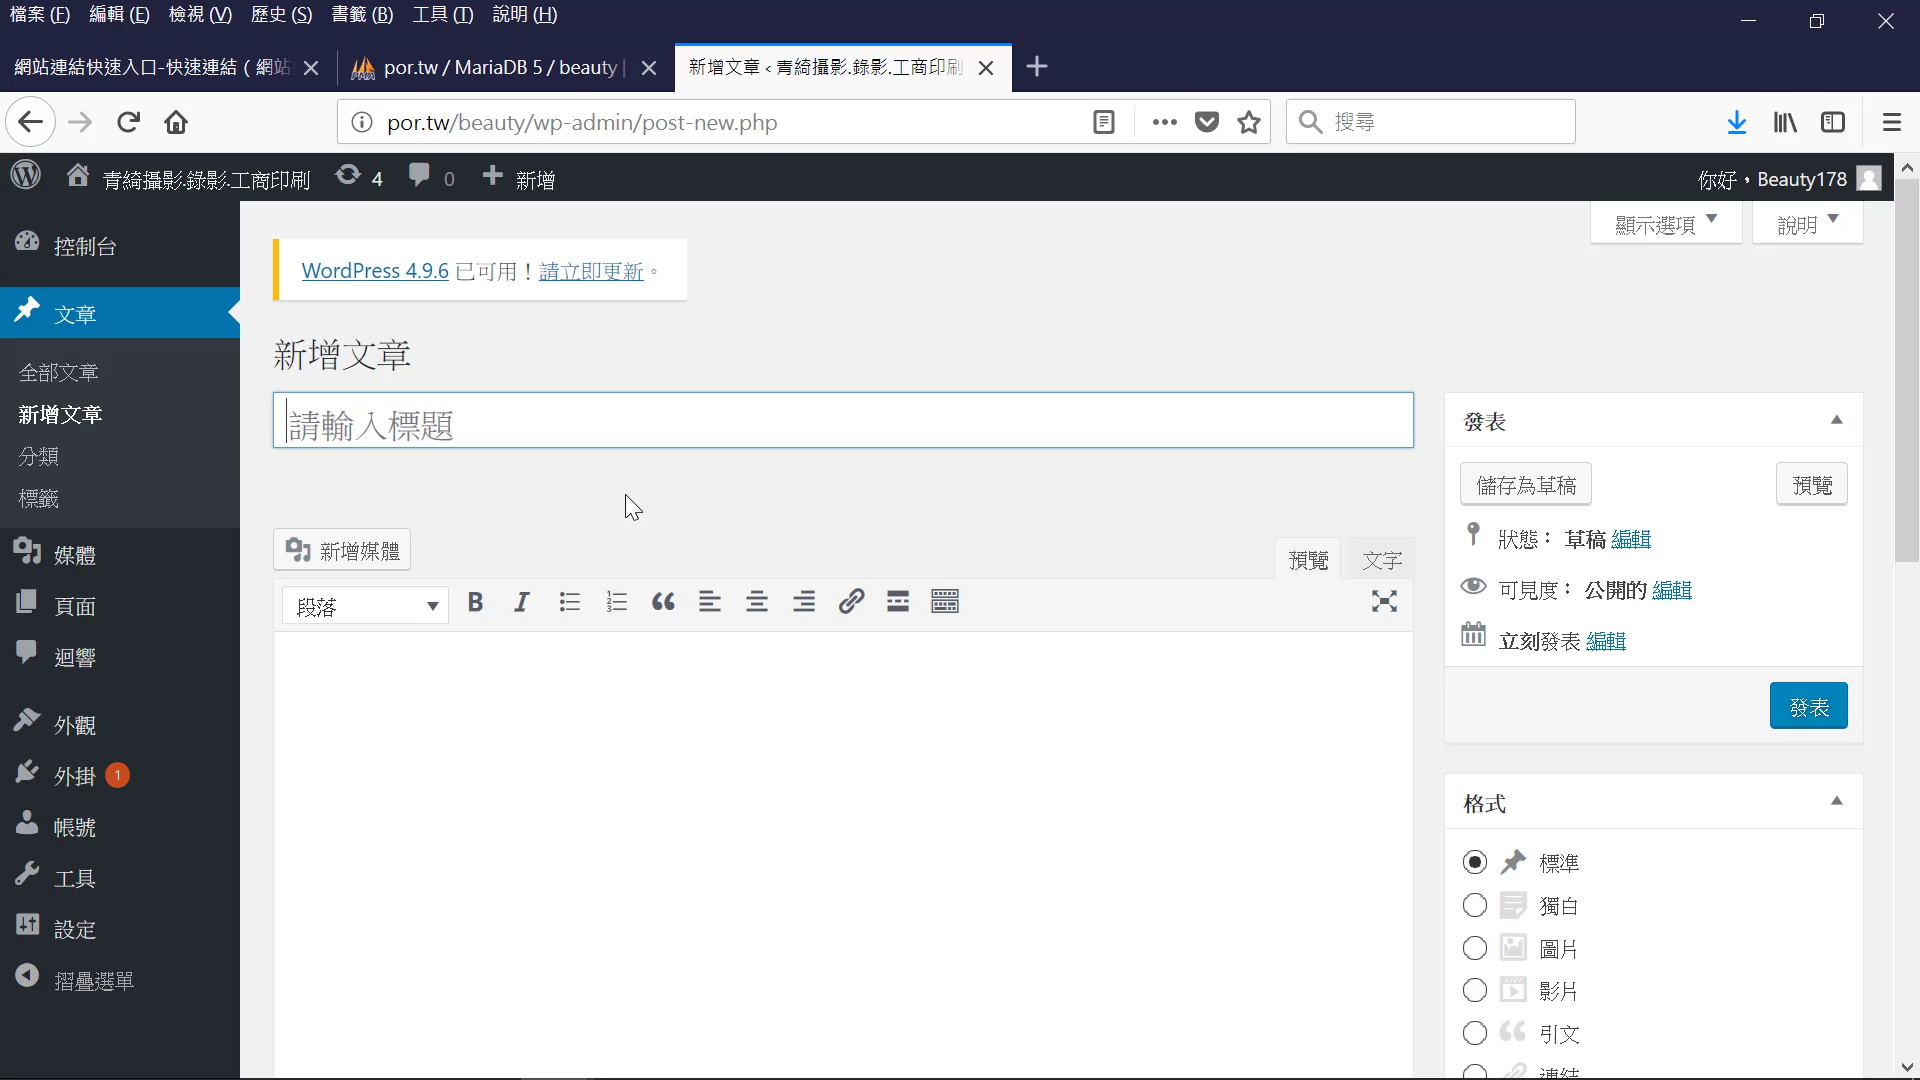 檔案 (F) 編輯 (E) 檢視 (V) 歷史 (S) 書籤 (B) 工具 (T) 說明 (H)
網站連結快速入口-快速連結 ( 網站 por.tw / MariaDB 5 / beauty | 新增文章 ‹ 青綺攝影.錄影.工商印刷
por.tw/beauty/wp-admin/post-new.php 搜尋
青綺攝影.錄影.工商印刷 4 0 新增 你好，Beauty178
顯示選項 說明
控制台
文章
全部文章
新增文章
分類
標籤
媒體
頁面
迴響
外觀
外掛 1
帳號
工具
設定
摺疊選單
WordPress 4.9.6 已可用！請立即更新。
新增文章
請輸入標題
新增媒體
預覽 文字
段落
發表
儲存為草稿 預覽
狀態： 草稿 編輯
可見度： 公開的 編輯
立刻發表 編輯
發表
格式
標準
獨白
圖片
影片
引文
連結